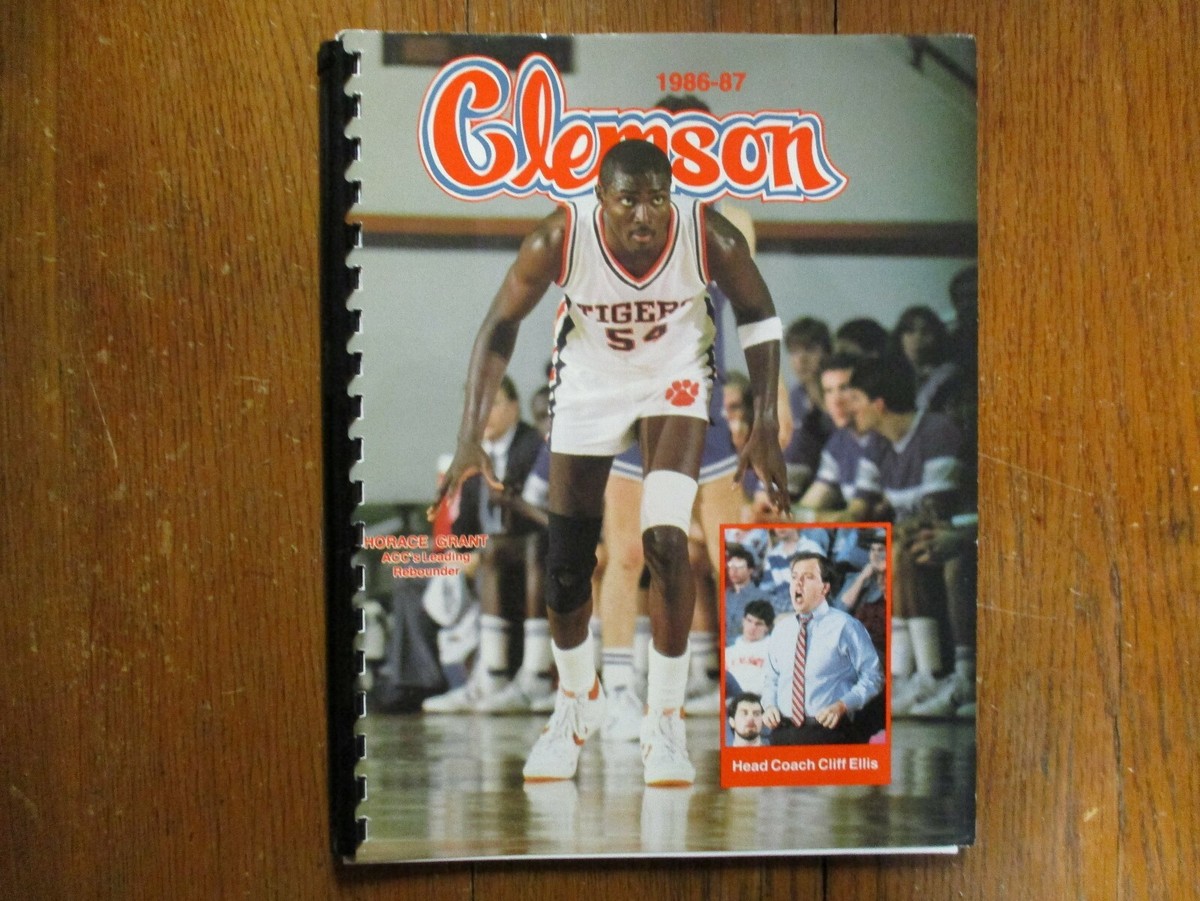 1986-87
Clemson
TIGERS
54
HORACE GRANT
ACC's Leading
Rebounder
Head Coach Cliff Ellis